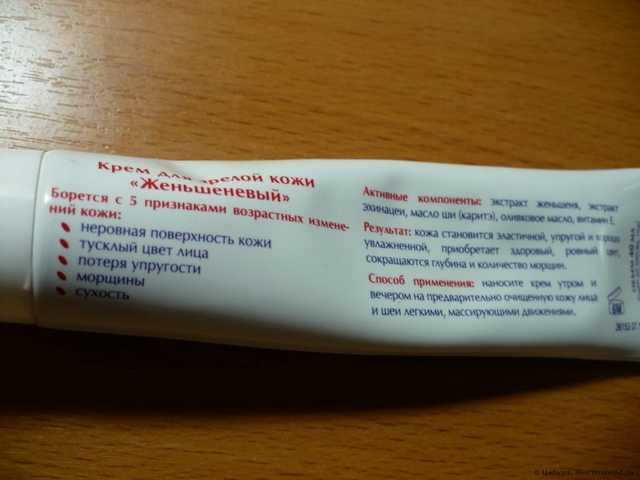 Крем для зрелой кожи
«Женьшеневый»
Борется с 5 признаками возрастных измене-
ний кожи:
неровная поверхность кожи
тусклый цвет лица
потеря упругости
морщины
сухость
Активные компоненты: экстракт женьшеня, экстракт
эхинацеи, масло ши (каритэ), оливковое масло, витамин Е.
Результат: кожа становится эластичной, упругой и хорошо
увлажненной, приобретает здоровый, ровный цвет,
сокращаются глубина и количество морщин.
Способ применения: наносите крем утром и
вечером на предварительно очищенную кожу лица
и шеи легкими, массирующими движениями.